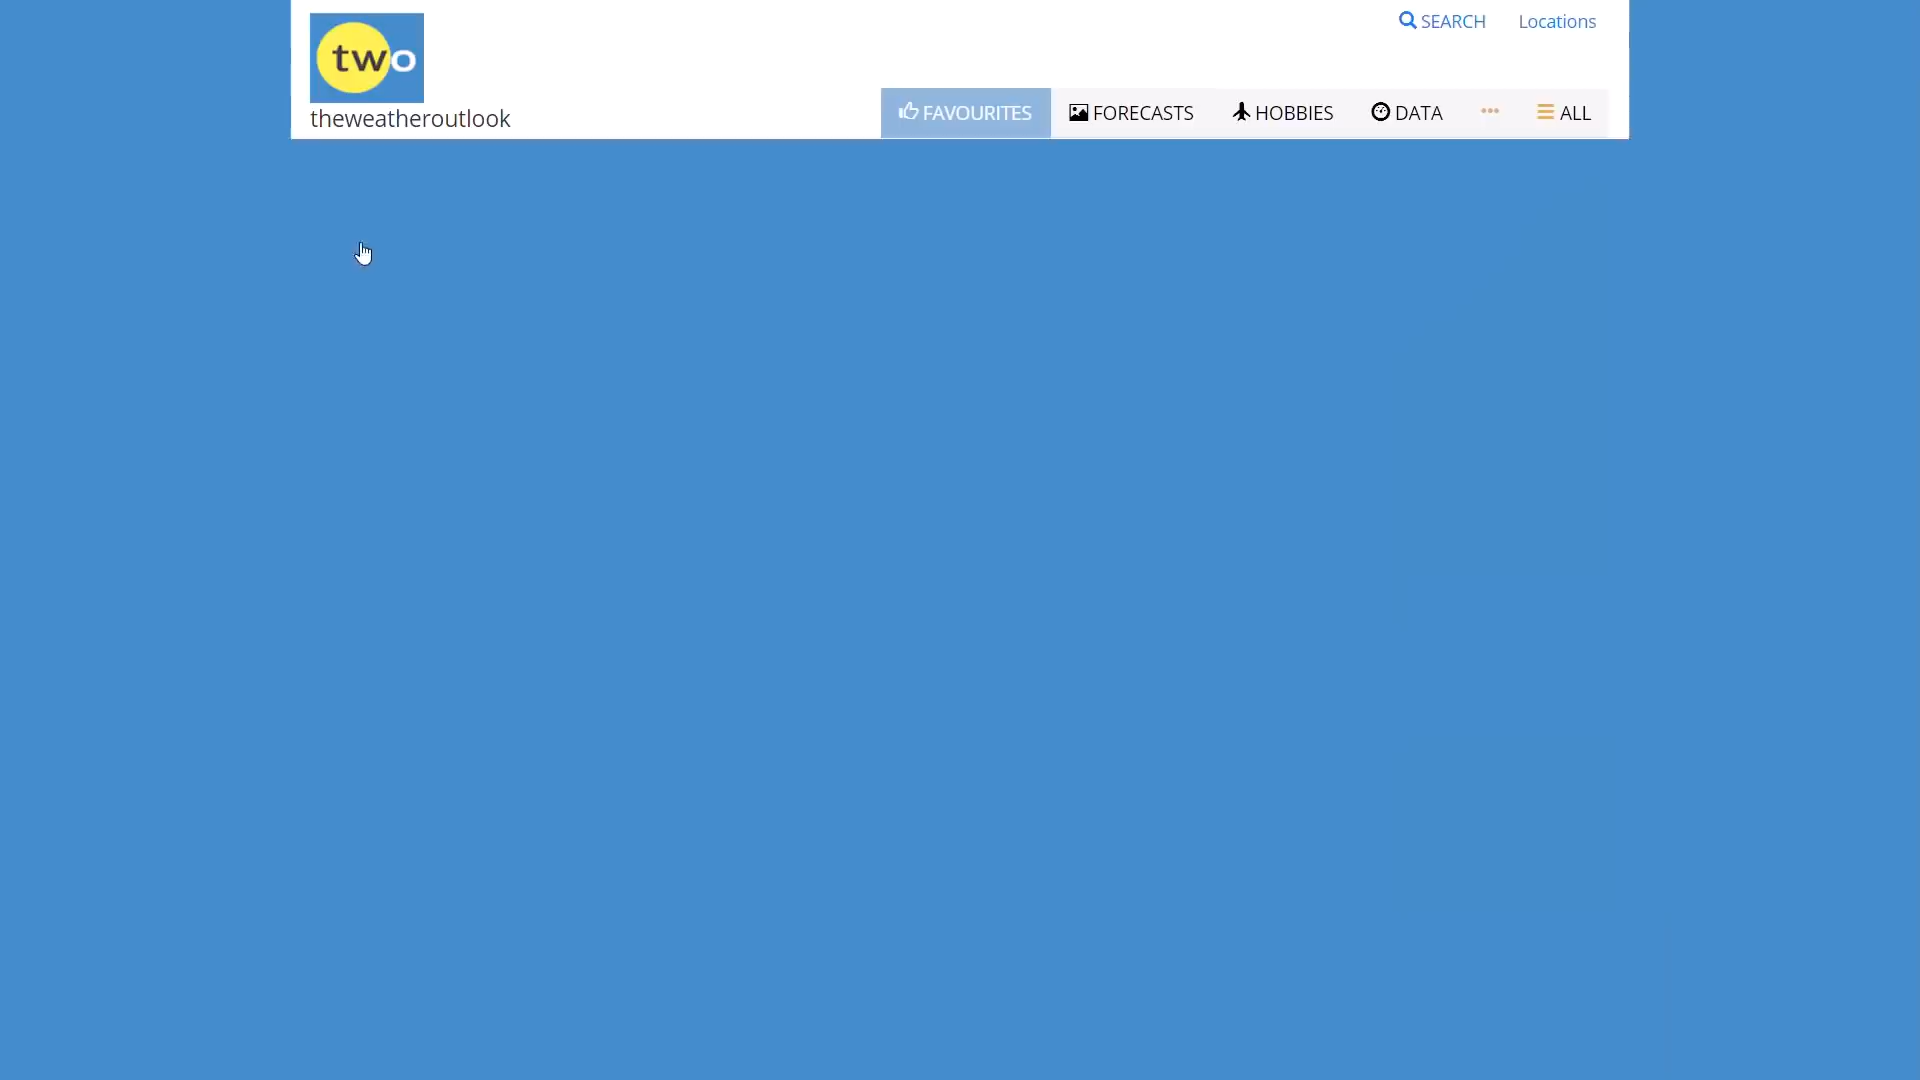 SEARCH Locations
two
theweatheroutlook
FAVOURITES FORECASTS HOBBIES DATA ALL